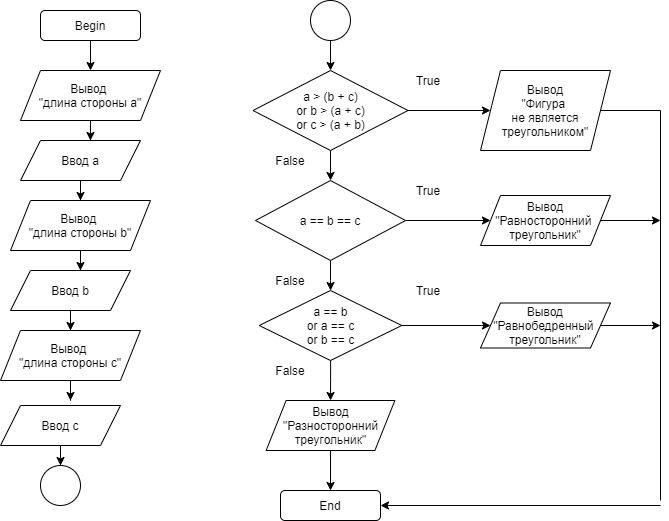 Begin
Вывод
"длина стороны а"
Ввод а
Вывод
"длина стороны b"
Ввод b
Вывод
"длина стороны с"
Ввод с
a > (b + c)
or b > (a + c)
or c > (a + b)
True
Вывод
"Фигура
не является
треугольником"
False
a == b == c
True
Вывод
"Равносторонний
треугольник"
False
a == b
or a == c
or b == c
True
Вывод
"Равнобедренный
треугольник"
False
Вывод
"Разносторонний
треугольник"
End